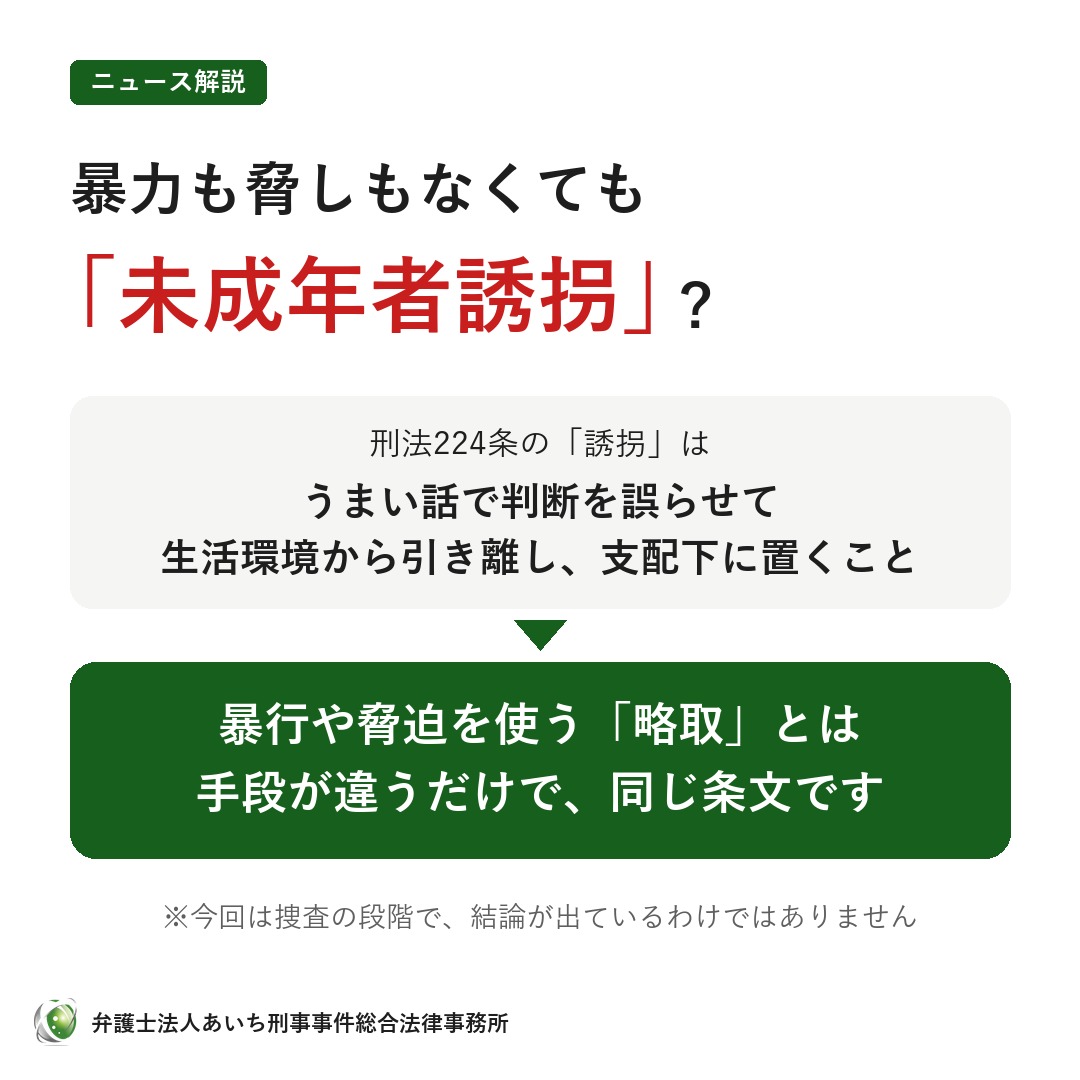 ニュース解説
暴力も脅しもなくても
「未成年者誘拐」?
刑法224条の「誘拐」は
うまい話で判断を誤らせて
生活環境から引き離し、支配下に置くこと
暴行や脅迫を使う「略取」とは
手段が違うだけで、同じ条文です
※今回は捜査の段階で、結論が出ているわけではありません
弁護士法人あいち刑事事件総合法律事務所